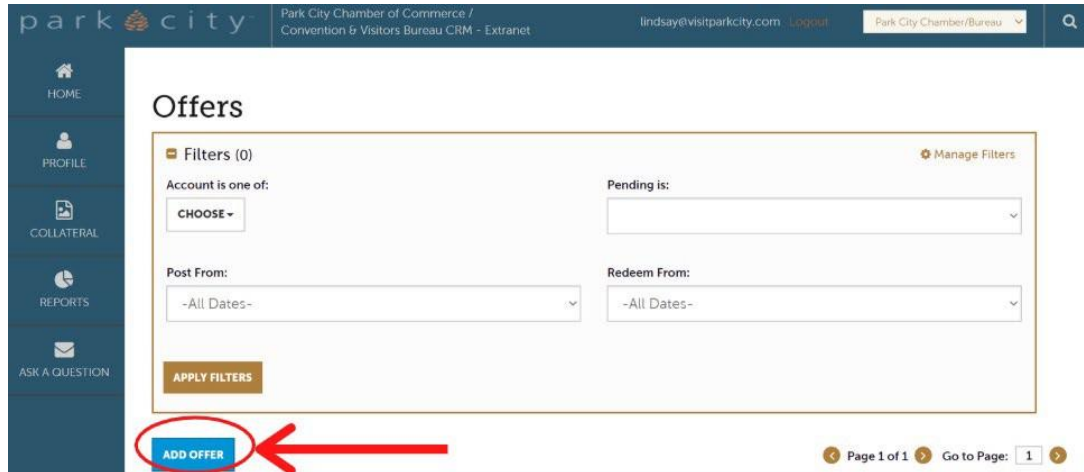 park city
Park City Chamber of Commerce /
Convention & Visitors Bureau CRM - Extranet
lindsay@visitparkcity.com Logout
Park City Chamber/Bureau
HOME
PROFILE
COLLATERAL
REPORTS
ASK A QUESTION
Offers
Filters (0)
Manage Filters
Account is one of:
CHOOSE
Pending is:
Post From:
-All Dates-
Redeem From:
-All Dates-
APPLY FILTERS
ADD OFFER
Page 1 of 1 Go to Page: 1